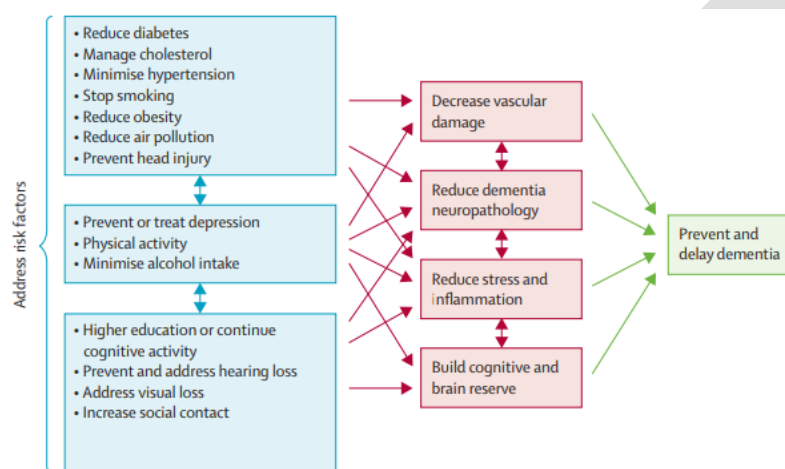 Address risk factors
• Reduce diabetes
• Manage cholesterol
• Minimise hypertension
• Stop smoking
• Reduce obesity
• Reduce air pollution
• Prevent head injury
• Prevent or treat depression
• Physical activity
• Minimise alcohol intake
• Higher education or continue
cognitive activity
• Prevent and address hearing loss
• Address visual loss
• Increase social contact
Decrease vascular
damage
Reduce dementia
neuropathology
Reduce stress and
inflammation
Build cognitive and
brain reserve
Prevent and
delay dementia